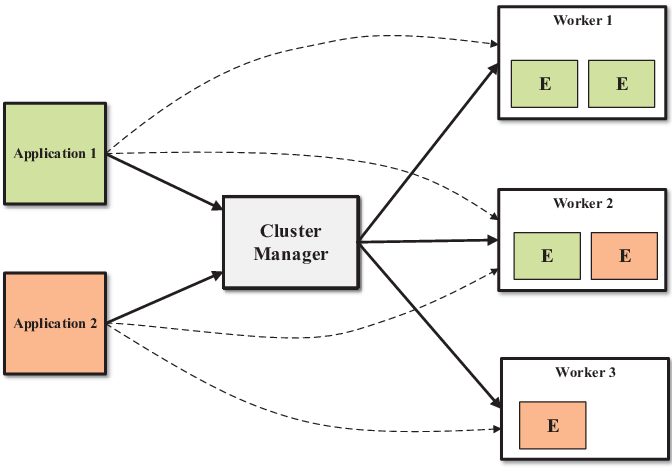 Worker 1
E E
Application 1
Worker 2
Cluster
Manager
E E
Application 2
Worker 3
E